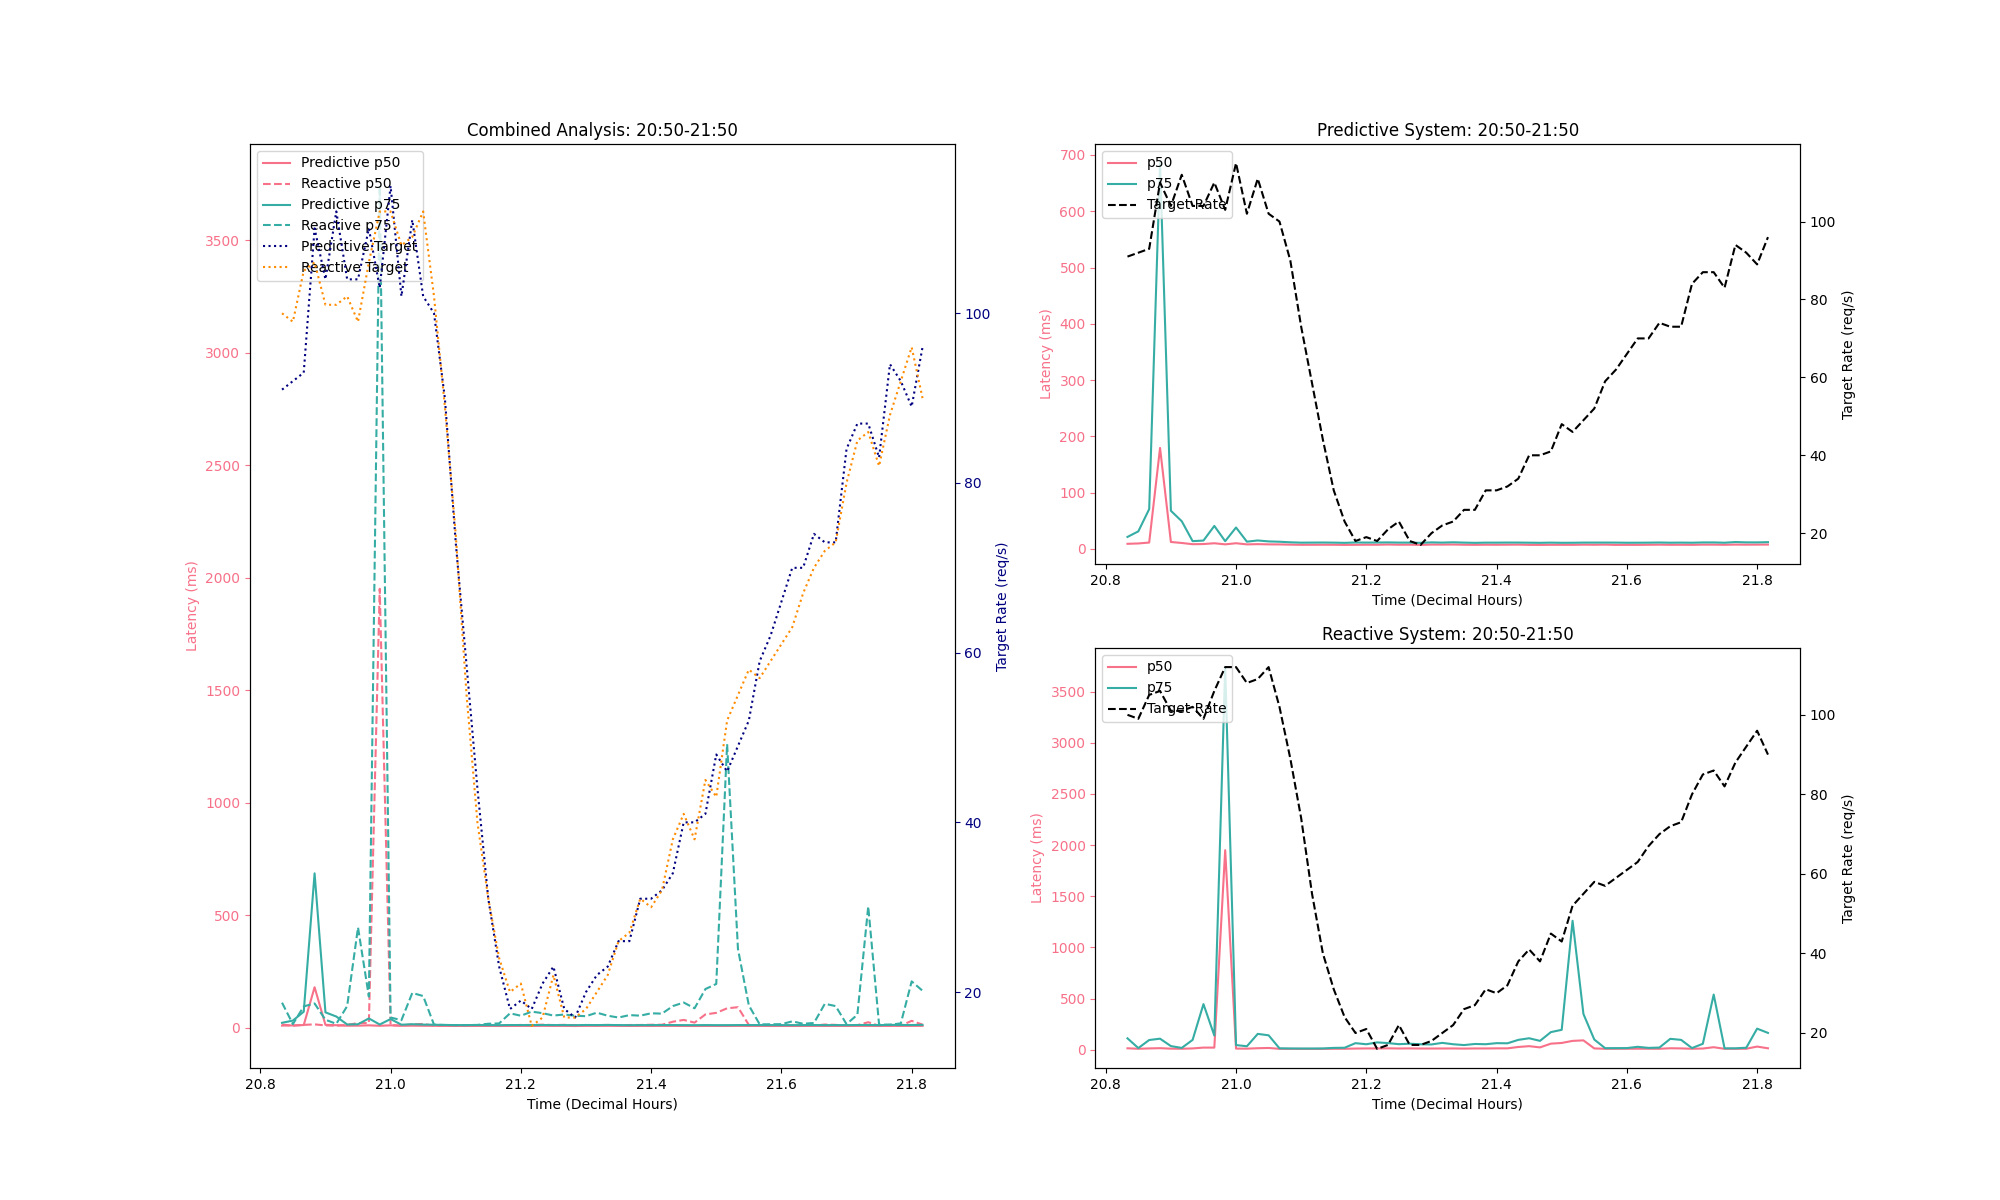 Combined Analysis: 20:50-21:50
Predictive p50
Reactive p50
Predictive p75
Reactive p75
Predictive Target
Reactive Target
3500
3000
2500
2000
1500
1000
500
0
Latency (ms)
100
80
60
40
20
Target Rate (req/s)
20.8 21.0 21.2 21.4 21.6 21.8
Time (Decimal Hours)
Predictive System: 20:50-21:50
p50
p75
Target Rate
700
600
500
400
300
200
100
0
Latency (ms)
100
80
60
40
20
Target Rate (req/s)
20.8 21.0 21.2 21.4 21.6 21.8
Time (Decimal Hours)
Reactive System: 20:50-21:50
p50
p75
Target Rate
3500
3000
2500
2000
1500
1000
500
0
Latency (ms)
100
80
60
40
20
Target Rate (req/s)
20.8 21.0 21.2 21.4 21.6 21.8
Time (Decimal Hours)